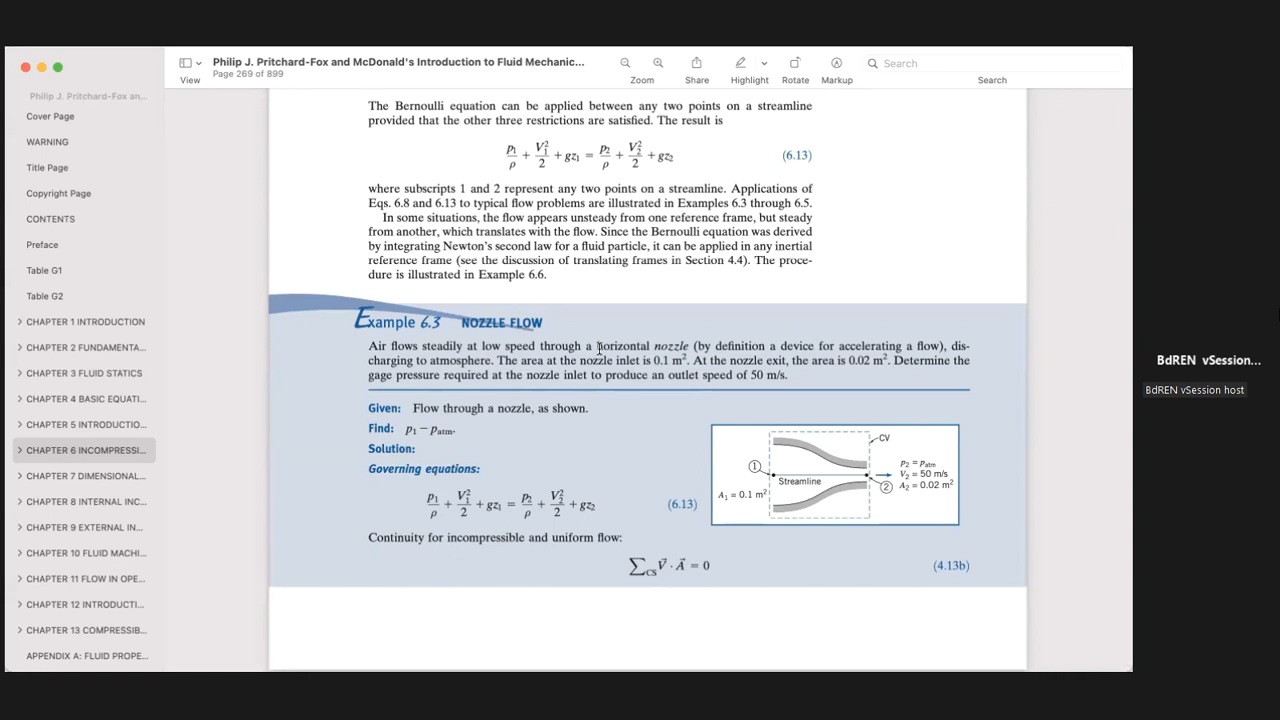 Philip J. Pritchard-Fox and McDonald's Introduction to Fluid Mechanic...
Page 269 of 899
View
Zoom
Share
Highlight
Rotate
Markup
Search
Search
Philip J. Pritchard-Fox an...
Cover Page
WARNING
Title Page
Copyright Page
CONTENTS
Preface
Table G1
Table G2
CHAPTER 1 INTRODUCTION
CHAPTER 2 FUNDAMENTA...
CHAPTER 3 FLUID STATICS
CHAPTER 4 BASIC EQUATI...
CHAPTER 5 INTRODUCTIO...
CHAPTER 6 INCOMPRESSI...
CHAPTER 7 DIMENSIONAL...
CHAPTER 8 INTERNAL INC...
CHAPTER 9 EXTERNAL IN...
CHAPTER 10 FLUID MACHI...
CHAPTER 11 FLOW IN OPE...
CHAPTER 12 INTRODUCTI...
CHAPTER 13 COMPRESSIB...
APPENDIX A: FLUID PROPE...
The Bernoulli equation can be applied between any two points on a streamline
provided that the other three restrictions are satisfied. The result is
p₁/ρ + V₁²/2 + gz₁ = p₂/ρ + V₂²/2 + gz₂ (6.13)
where subscripts 1 and 2 represent any two points on a streamline. Applications of
Eqs. 6.8 and 6.13 to typical flow problems are illustrated in Examples 6.3 through 6.5.
In some situations, the flow appears unsteady from one reference frame, but steady
from another, which translates with the flow. Since the Bernoulli equation was derived
by integrating Newton's second law for a fluid particle, it can be applied in any inertial
reference frame (see the discussion of translating frames in Section 4.4). The proce-
dure is illustrated in Example 6.6.
Example 6.3 NOZZLE FLOW
Air flows steadily at low speed through a horizontal nozzle (by definition a device for accelerating a flow), dis-
charging to atmosphere. The area at the nozzle inlet is 0.1 m². At the nozzle exit, the area is 0.02 m². Determine the
gage pressure required at the nozzle inlet to produce an outlet speed of 50 m/s.
Given: Flow through a nozzle, as shown.
Find: p₁ − pₐₜₘ.
Solution:
Governing equations:
p₁/ρ + V₁²/2 + gz₁ = p₂/ρ + V₂²/2 + gz₂ (6.13)
Continuity for incompressible and uniform flow:
∑CS V⃗ · A⃗ = 0 (4.13b)
CV
1
Streamline
A₁ = 0.1 m²
p₂ = pₐₜₘ
V₂ = 50 m/s
A₂ = 0.02 m²
2
BdREN vSession...
BdREN vSession host